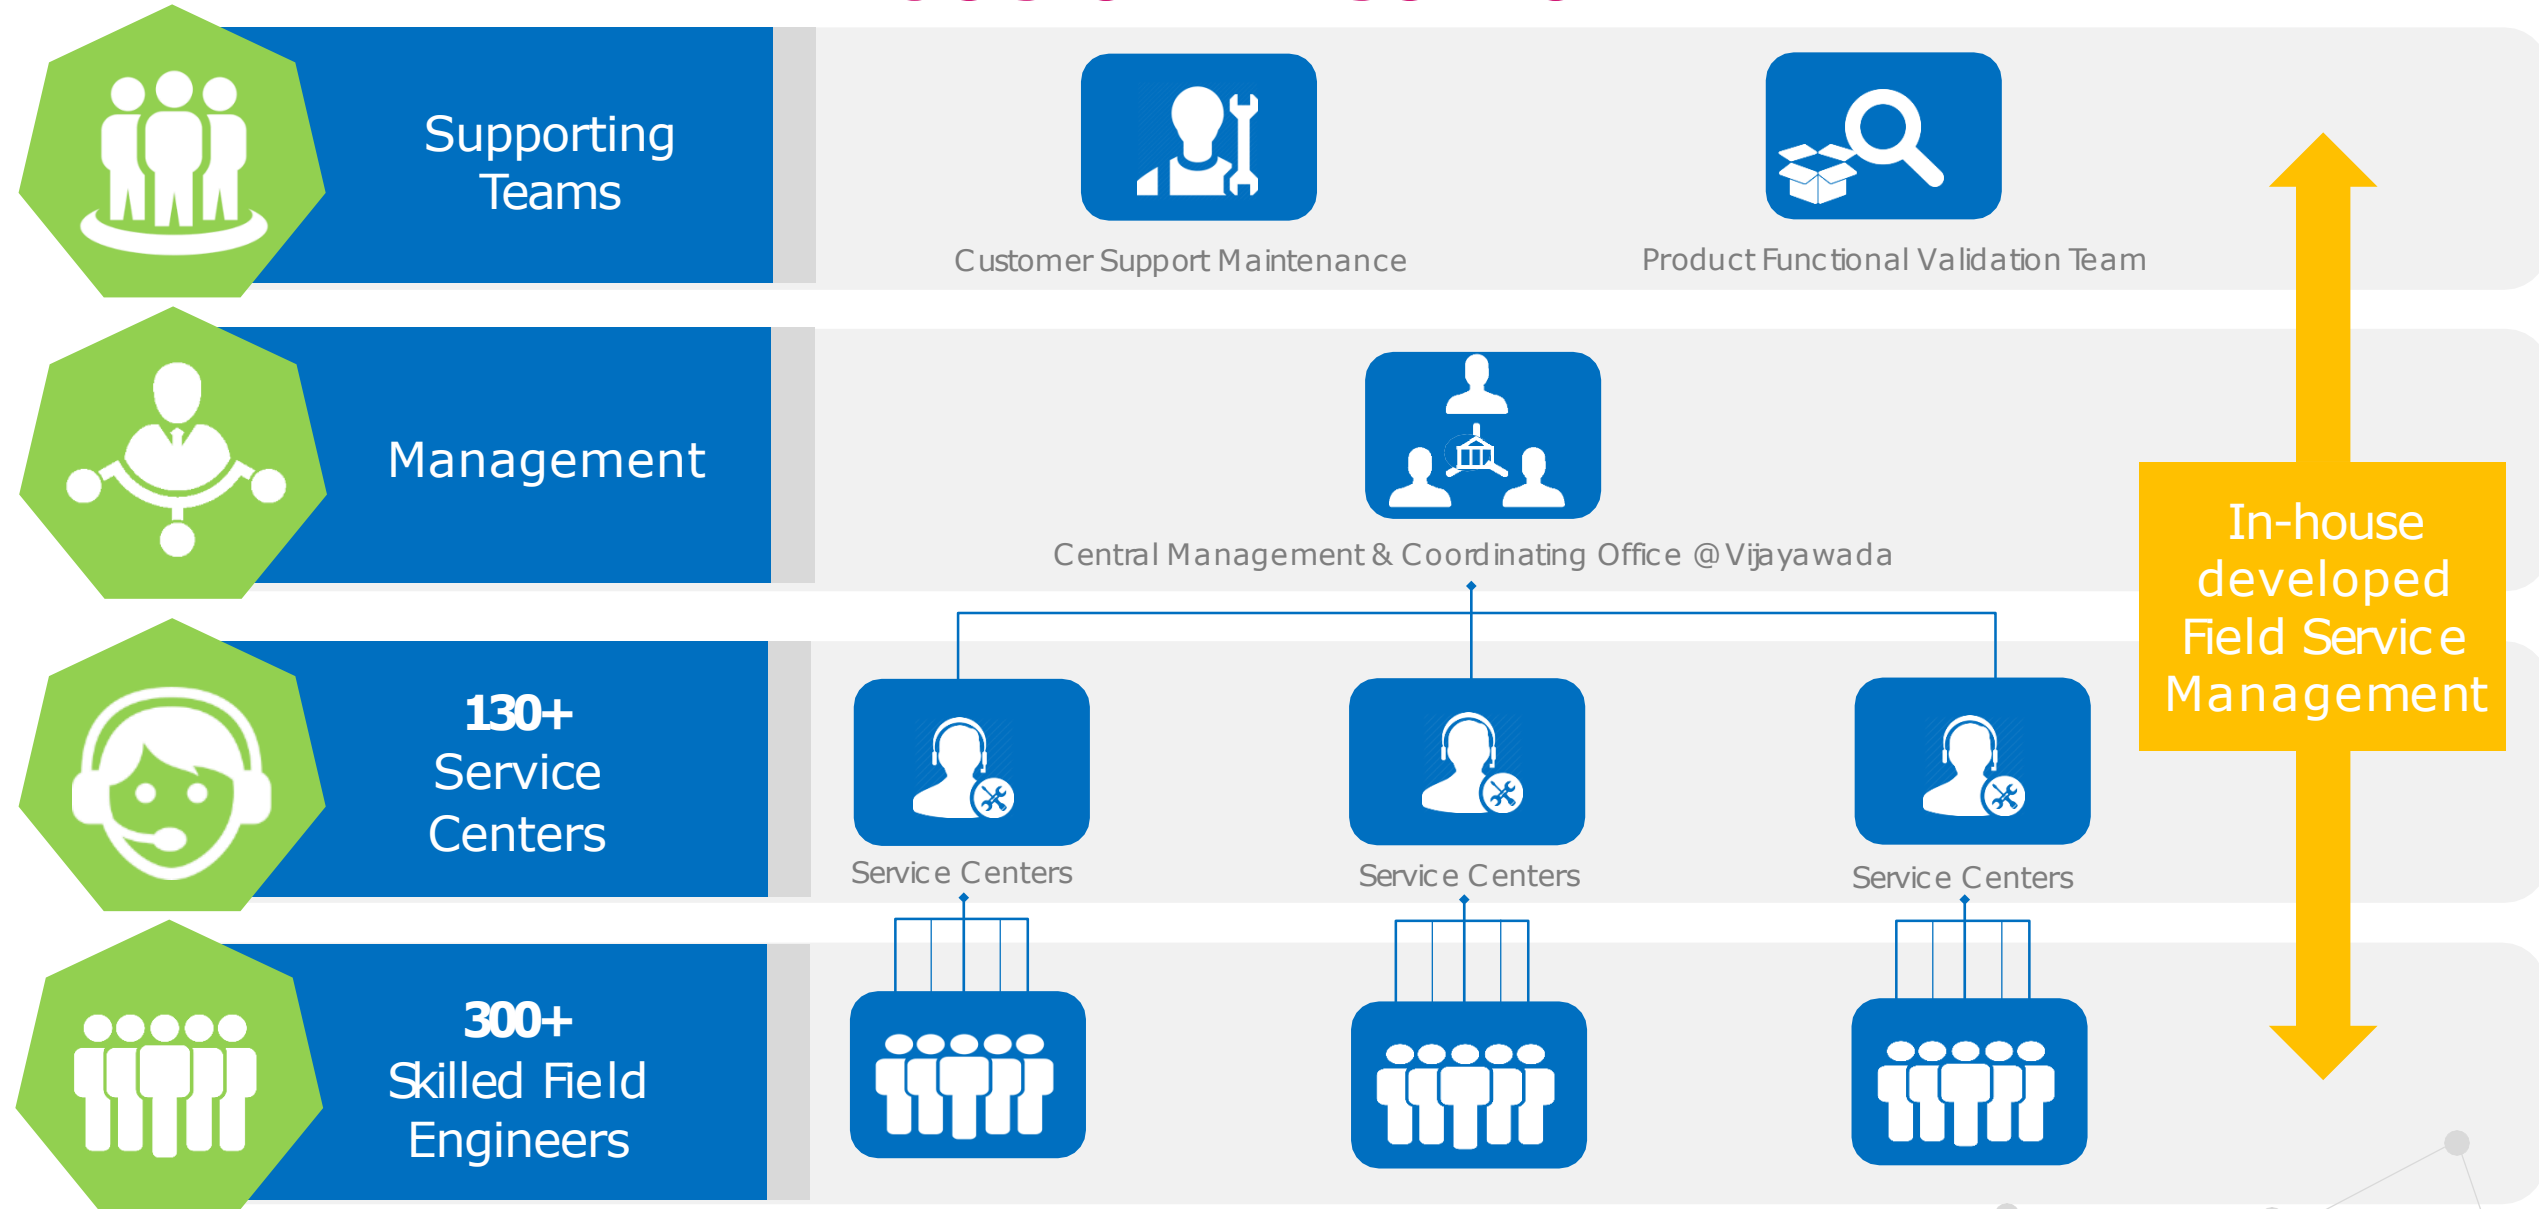 Supporting
Teams
Customer Support Maintenance
Product Functional Validation Team
Management
Central Management & Coordinating Office @ Vijayawada
In-house
developed
Field Service
Management
130+
Service
Centers
Service Centers
Service Centers
Service Centers
300+
Skilled Field
Engineers